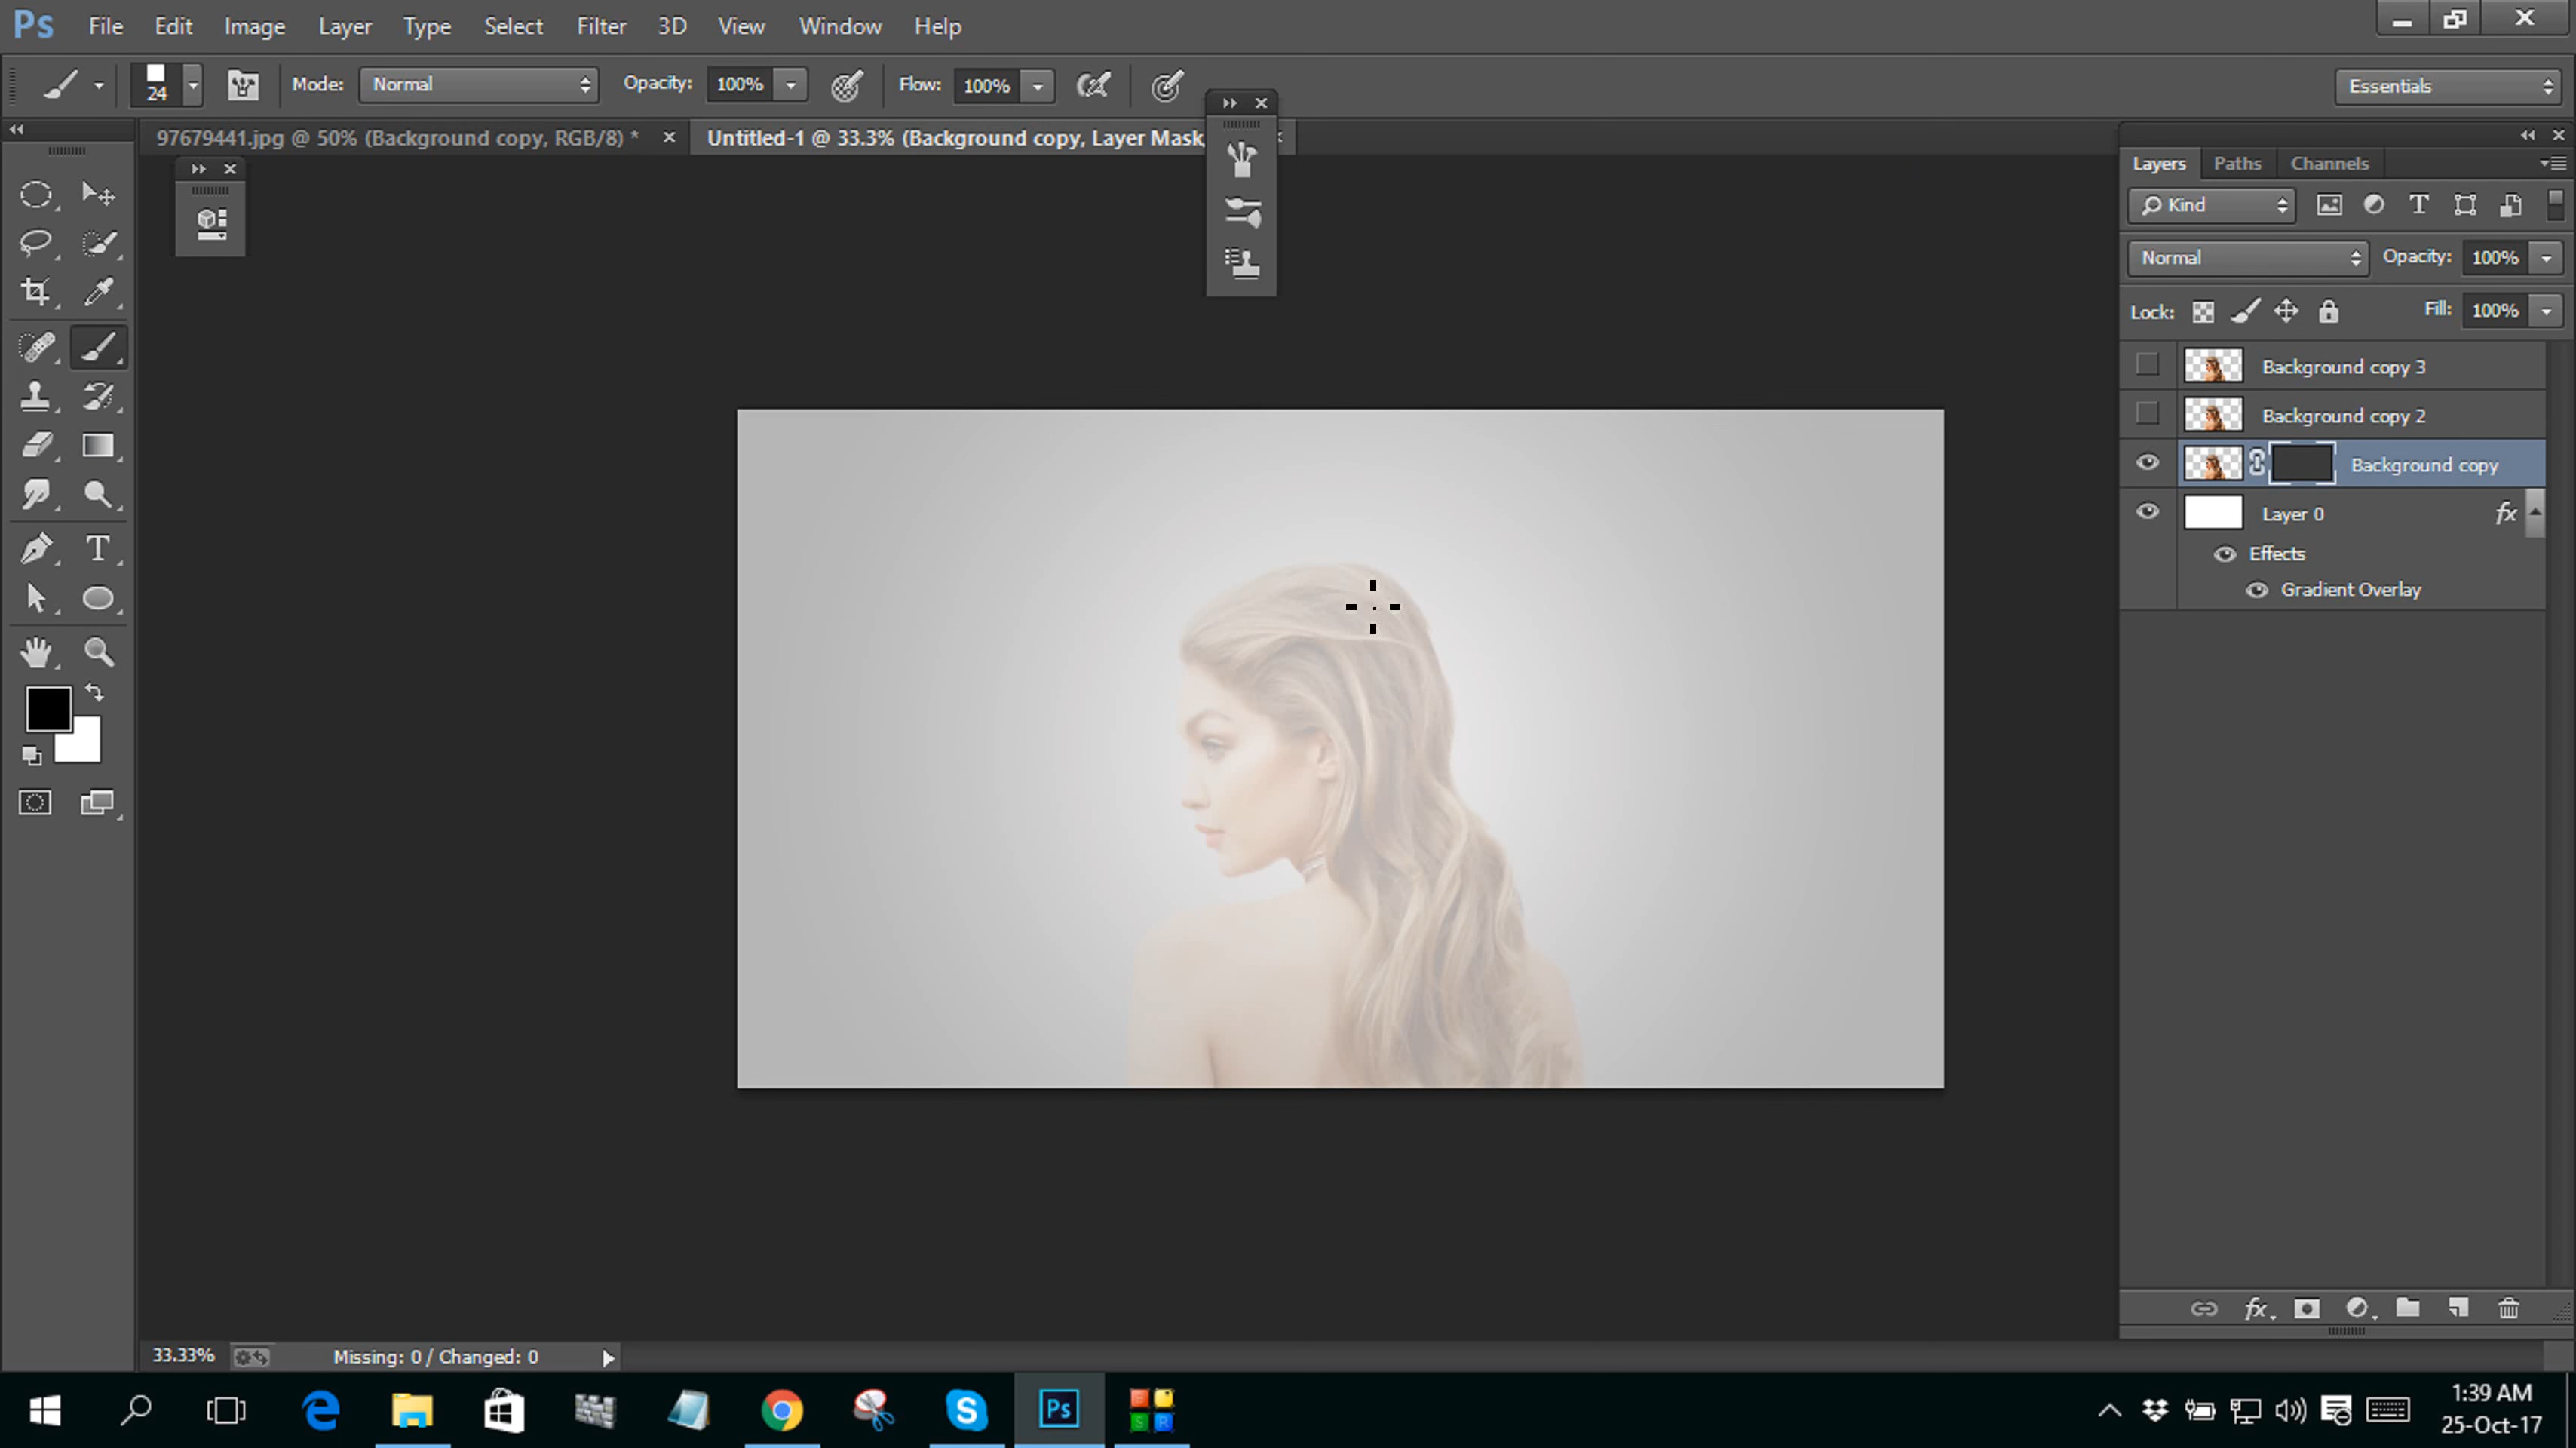 Ps File Edit Image Layer Type Select Filter 3D View Window Help
24 Mode: Normal Opacity: 100% Flow: 100% Essentials
97679441.jpg @ 50% (Background copy, RGB/8) * Untitled-1 @ 33.3% (Background copy, Layer Mask,
Layers Paths Channels
Kind
Normal Opacity: 100%
Lock: Fill: 100%
Background copy 3
Background copy 2
Background copy
Layer 0 fx
Effects
Gradient Overlay
T
fx
33.33% Missing: 0 / Changed: 0
1:39 AM
25-Oct-17